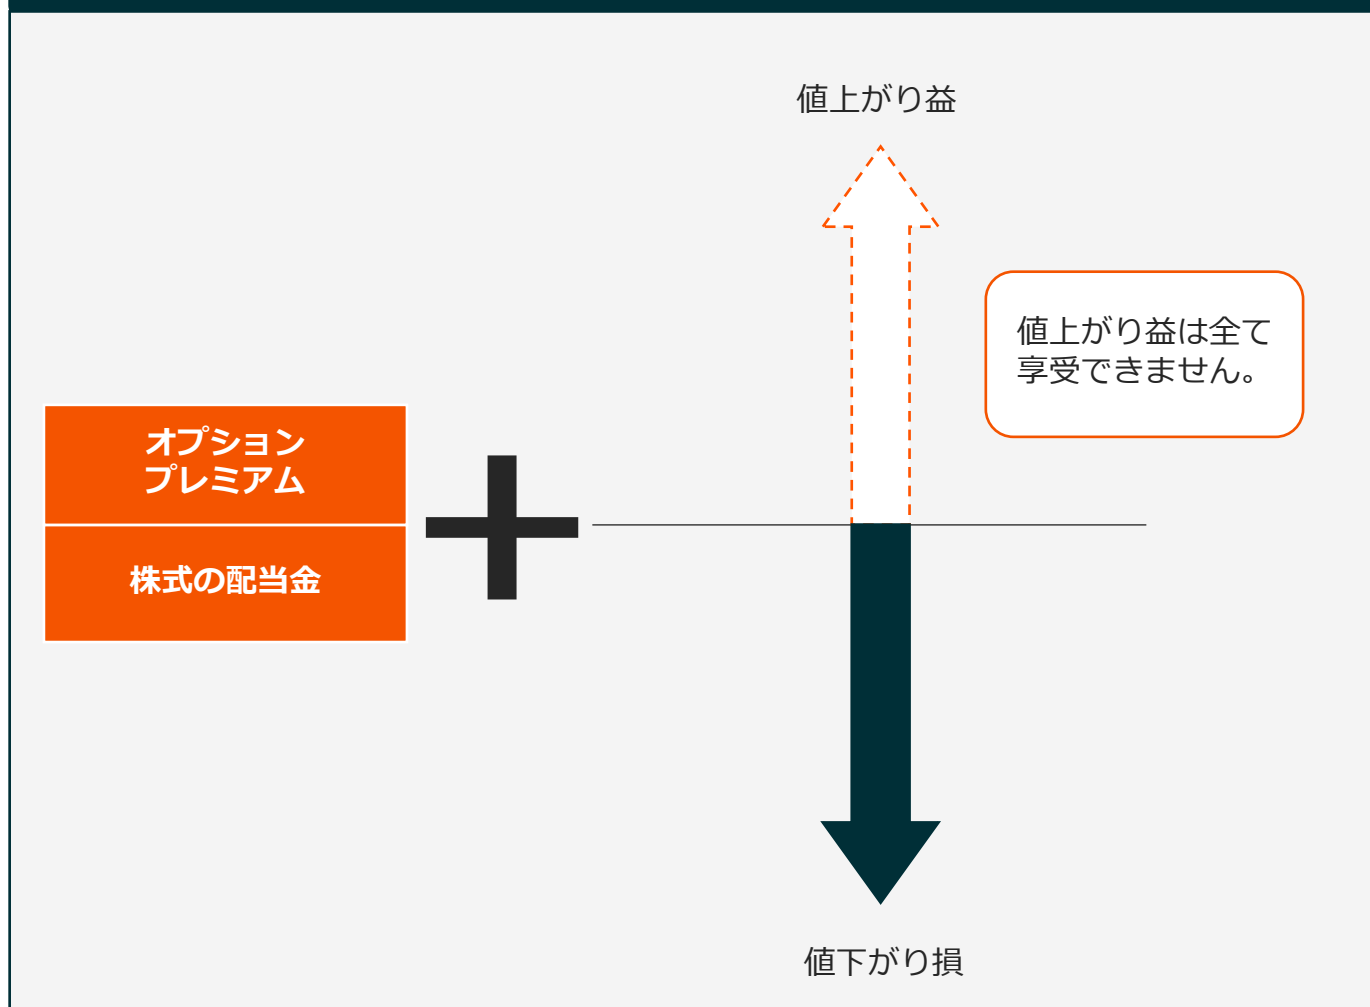 値上がり益
値上がり益は全て
享受できません。
オプション
プレミアム
株式の配当金
値下がり損